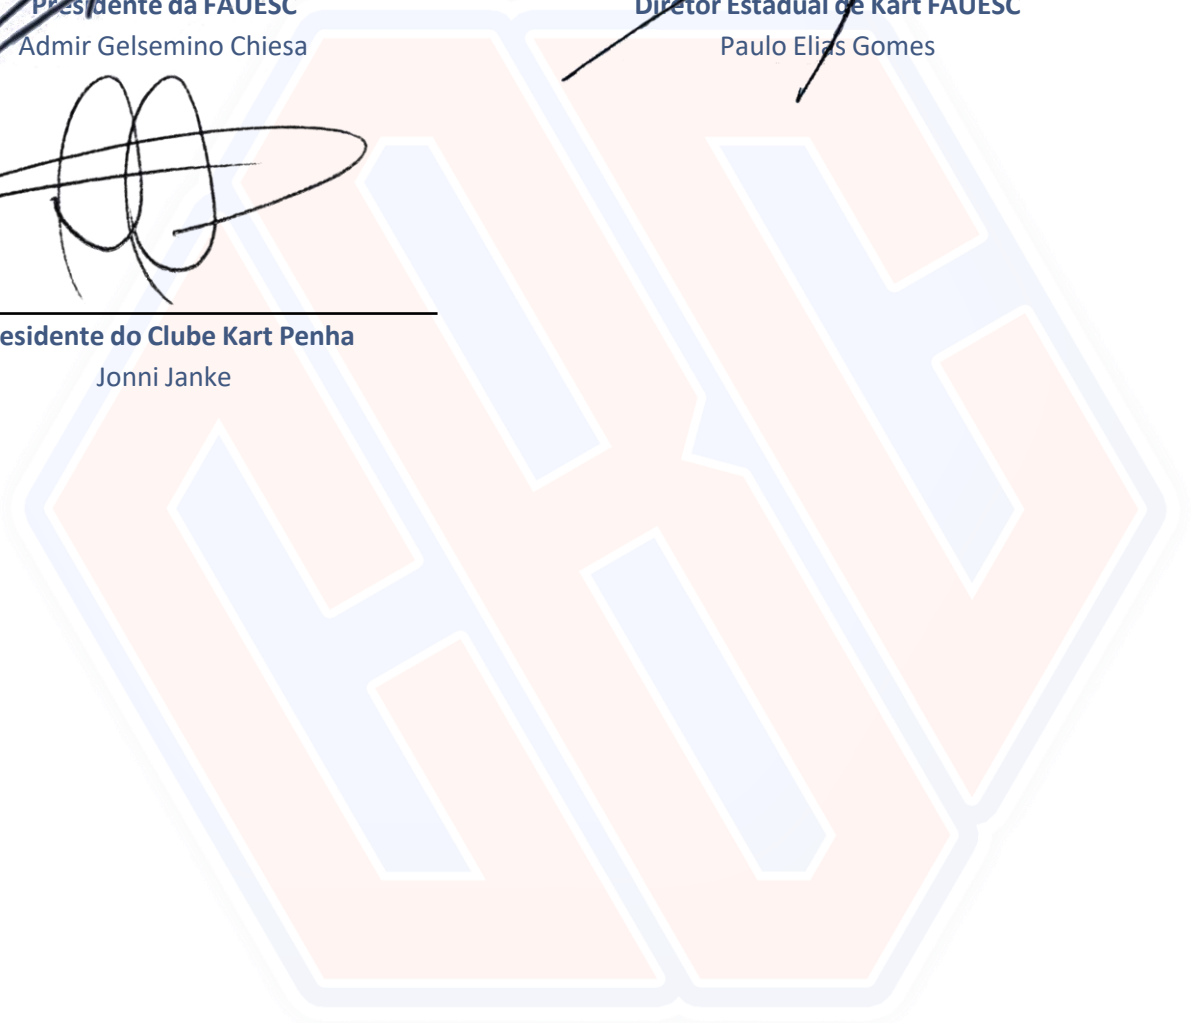 Presidente da FAUESC
Diretor Estadual de Kart FAUESC
Admir Gelsemino Chiesa
Paulo Elias Gomes
esidente do Clube Kart Penha
Jonni Janke